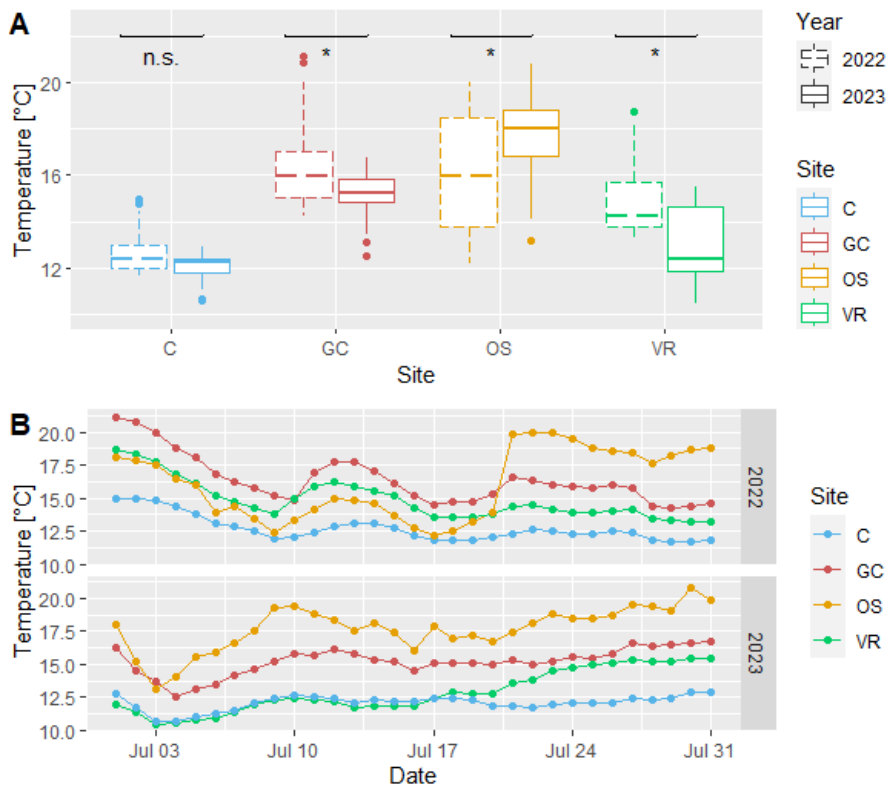 A
Temperature [°C]
20
16
12
n.s.
*
*
*
C
GC
OS
VR
Site
Year
2022
2023
Site
C
GC
OS
VR
B
Temperature [°C]
20.0
17.5
15.0
12.5
10.0
2022
20.0
17.5
15.0
12.5
10.0
2023
Jul 03
Jul 10
Jul 17
Jul 24
Jul 31
Date
Site
C
GC
OS
VR